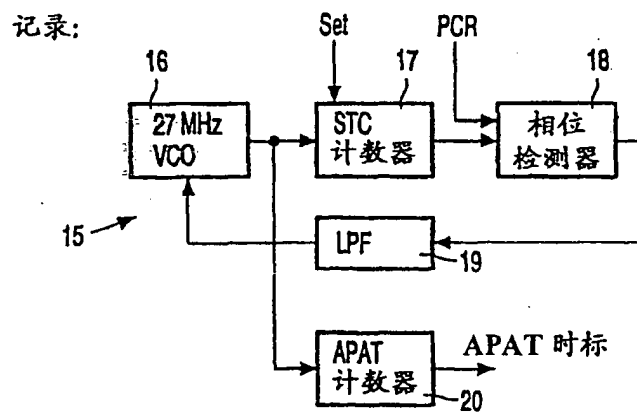 记录:
Set
PCR
16
17
18
27 MHz
VCO
STC
计数器
相位
检测器
15
LPF
19
APAT
计数器
APAT 时标
20